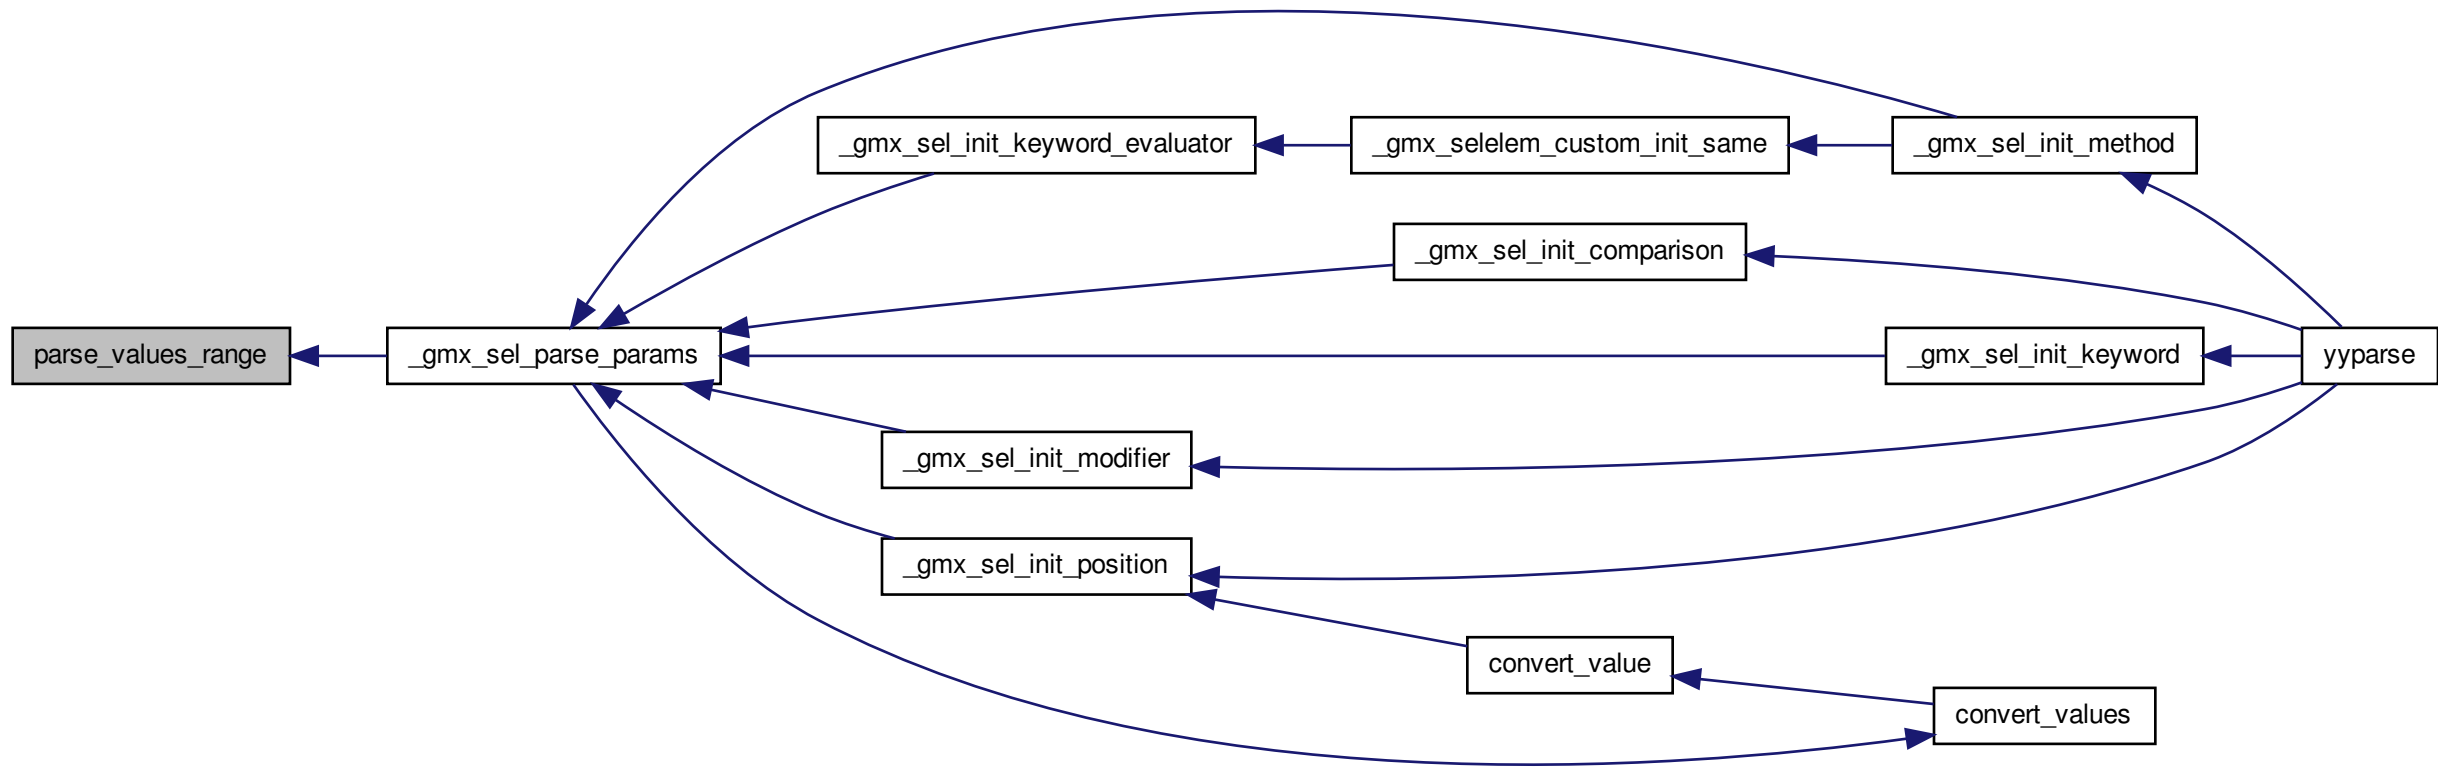 _gmx_sel_init_keyword_evaluator
_gmx_selelem_custom_init_same
_gmx_sel_init_method
_gmx_sel_init_comparison
parse_values_range
_gmx_sel_parse_params
_gmx_sel_init_keyword
yyparse
_gmx_sel_init_modifier
_gmx_sel_init_position
convert_value
convert_values